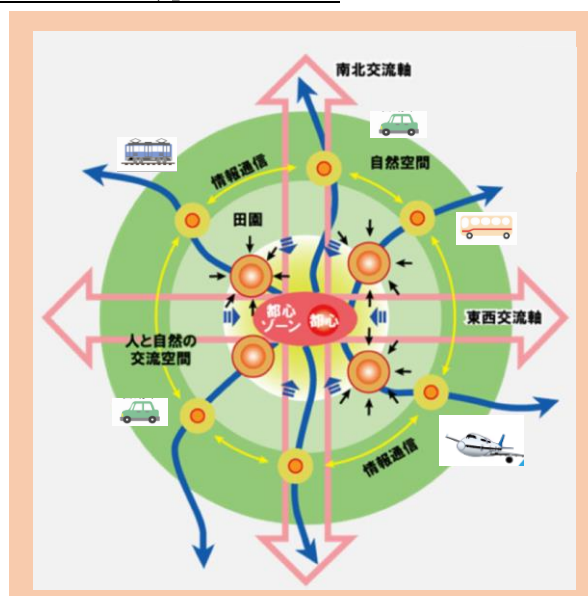 南北交流軸
情報通信
自然空間
田園
都心
ゾーン
都心
東西交流軸
人と自然の
交流空間
情報通信